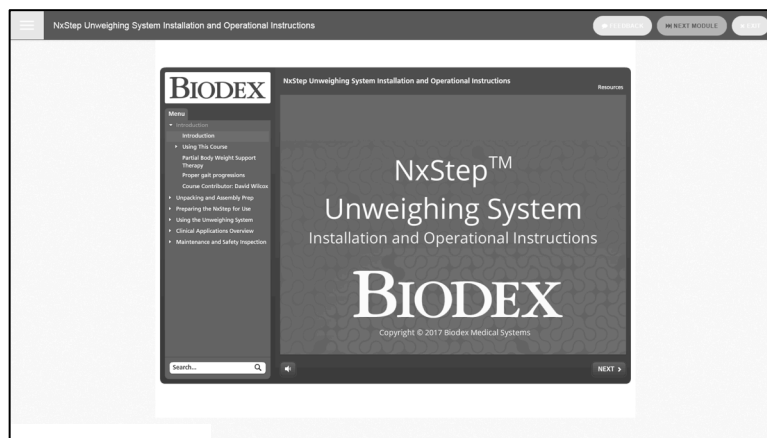 NxStep Unweighing System Installation and Operational Instructions
FEEDBACK
NEXT MODULE
EXIT
BIODEX
NxStep Unweighing System Installation and Operational Instructions
Resources
Menu
Introduction
Introduction
Using This Course
Partial Body Weight Support
Therapy
Proper gait progressions
Course Contributor: David Wilcox
Unpacking and Assembly Prep
Preparing the NxStep for Use
Using the Unweighing System
Clinical Applications Overview
Maintenance and Safety Inspection
Search...
NxStep™
Unweighing System
Installation and Operational Instructions
BIODEX
Copyright © 2017 Biodex Medical Systems
NEXT >